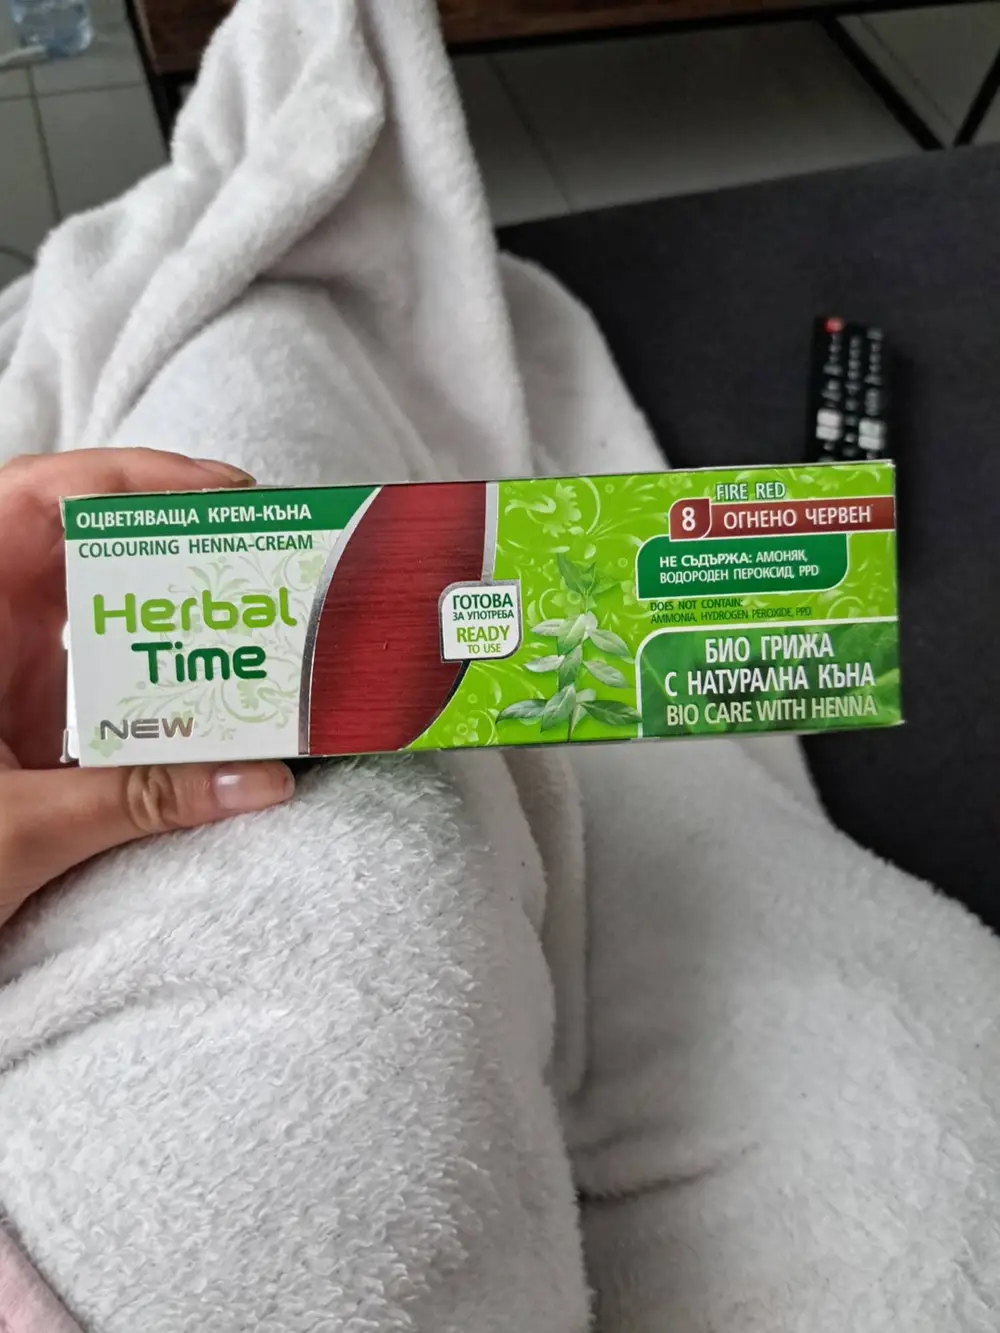 ОЦВЕТЯВАЩА КРЕМ-КЪНА
COLOURING HENNA-CREAM
Herbal
Time
NEW
ГОТОВА
ЗА УПОТРЕБА
READY
TO USE
FIRE RED
8 ОГНЕНО ЧЕРВЕН
НЕ СЪДЪРЖА: АМОНЯК,
ВОДОРОДЕН ПЕРОКСИД, PPD
DOES NOT CONTAIN:
AMMONIA, HYDROGEN PEROXIDE, PPD
БИО ГРИЖА
С НАТУРАЛНА КЪНА
BIO CARE WITH HENNA